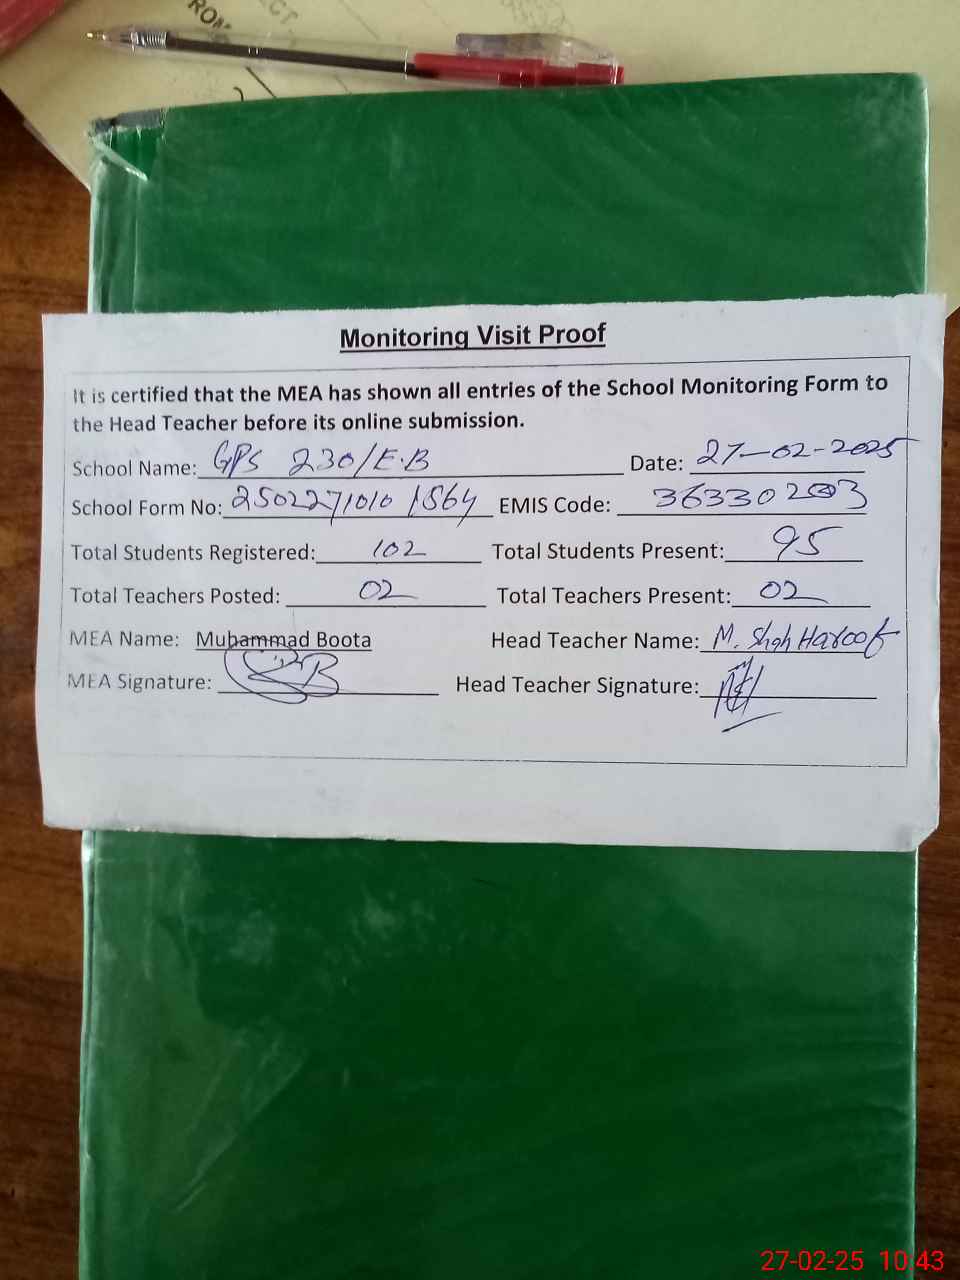 ROM
ECT
Monitoring Visit Proof
It is certified that the MEA has shown all entries of the School Monitoring Form to
the Head Teacher before its online submission.
School Name: GPS 230/E.B Date: 27-02-2025
School Form No: 25022710101564 EMIS Code:
Total Students Registered: 102 Total Students Present: 95
Total Teachers Posted: 02 Total Teachers Present: 02
MEA Name: Muhammad Boota Head Teacher Name: M. Shah Haroof
MEA Signature: Head Teacher Signature:
27-02-25 10:43